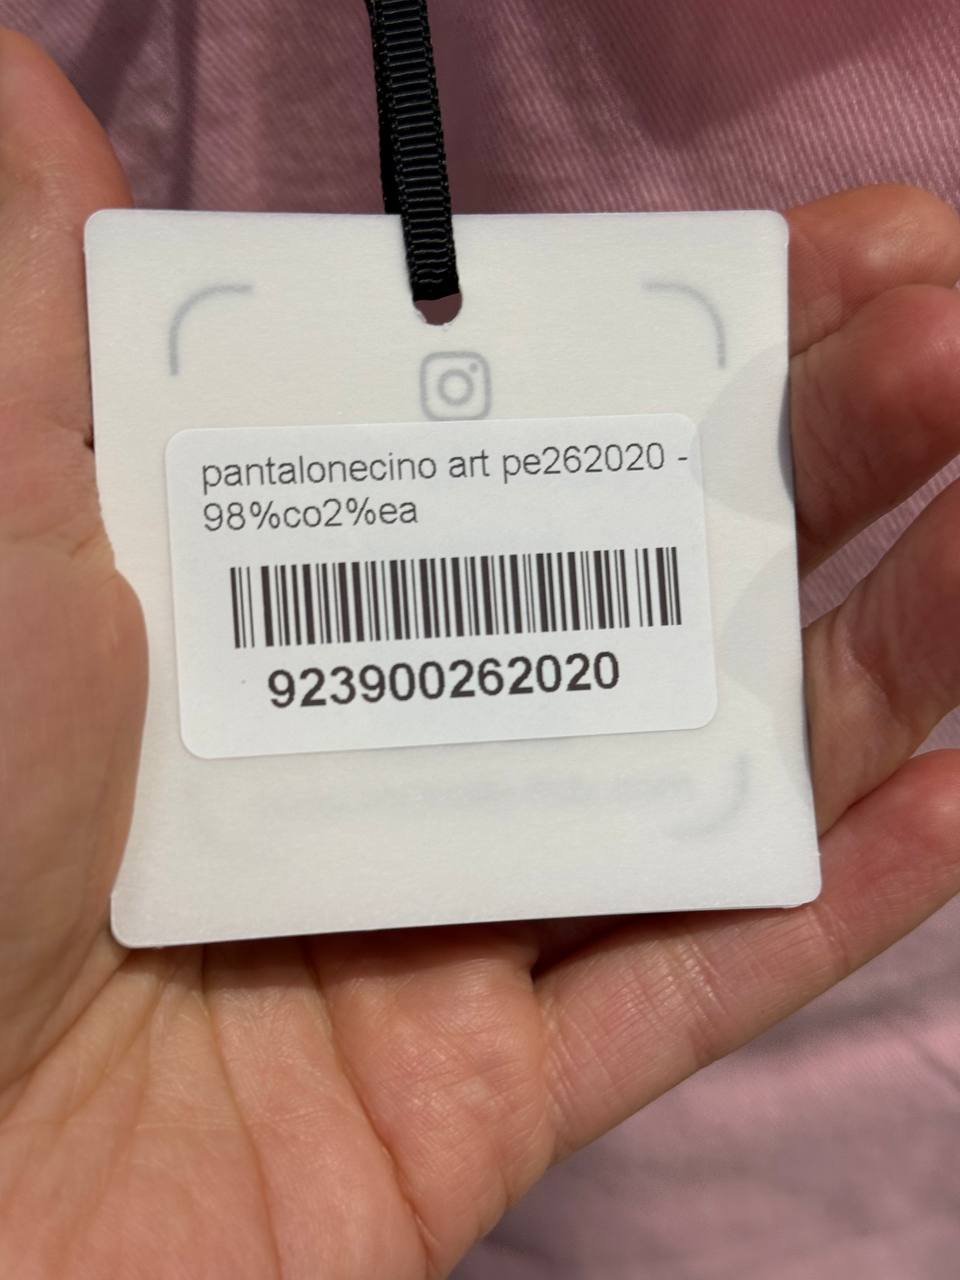 pantalonecino art pe262020 -
98%co2%ea
923900262020